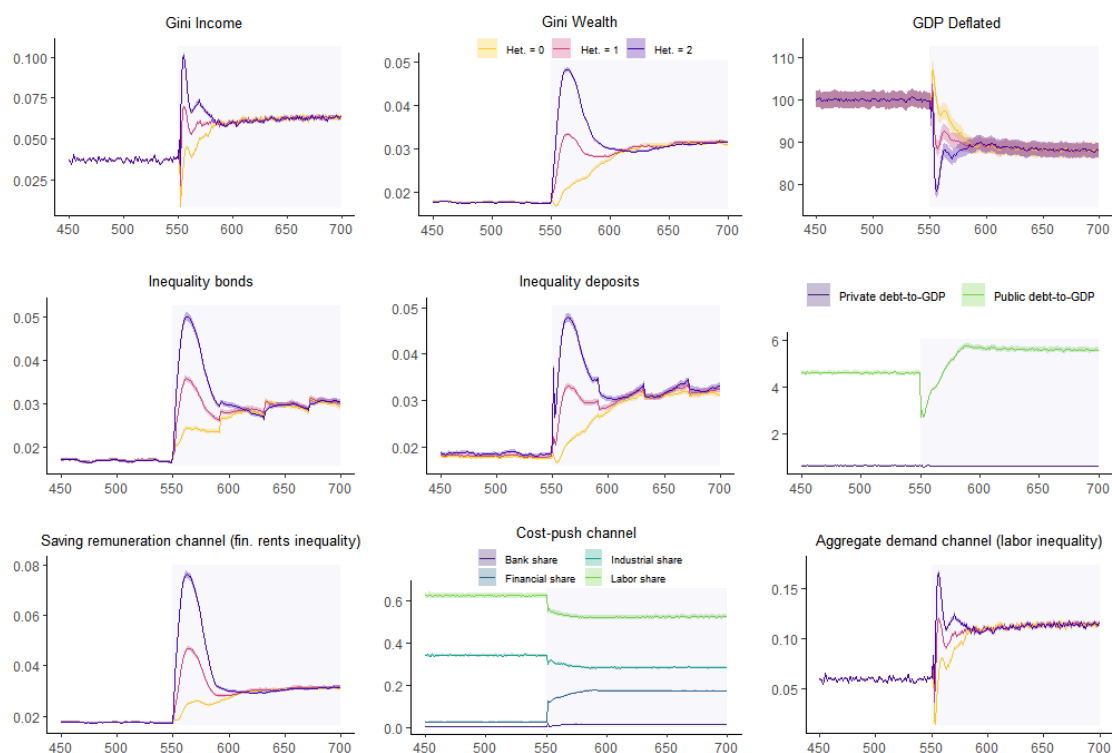 Gini Income
0.100
0.075
0.050
0.025
450 500 550 600 650 700
Gini Wealth
Het. = 0 Het. = 1 Het. = 2
0.05
0.04
0.03
0.02
450 500 550 600 650 700
GDP Deflated
100
90
80
450 500 550 600 650 700
Inequality bonds
0.05
0.04
0.03
0.02
450 500 550 600 650 700
Inequality deposits
0.05
0.04
0.03
0.02
450 500 550 600 650 700
Private debt-to-GDP Public debt-to-GDP
6
4
2
450 500 550 600 650 700
Saving remuneration channel (fin. rents inequality)
0.08
0.06
0.04
0.02
450 500 550 600 650 700
Cost-push channel
Bank share Industrial share
Financial share Labor share
0.6
0.4
0.2
0.0
450 500 550 600 650 700
Aggregate demand channel (labor inequality)
0.15
0.10
0.05
450 500 550 600 650 700